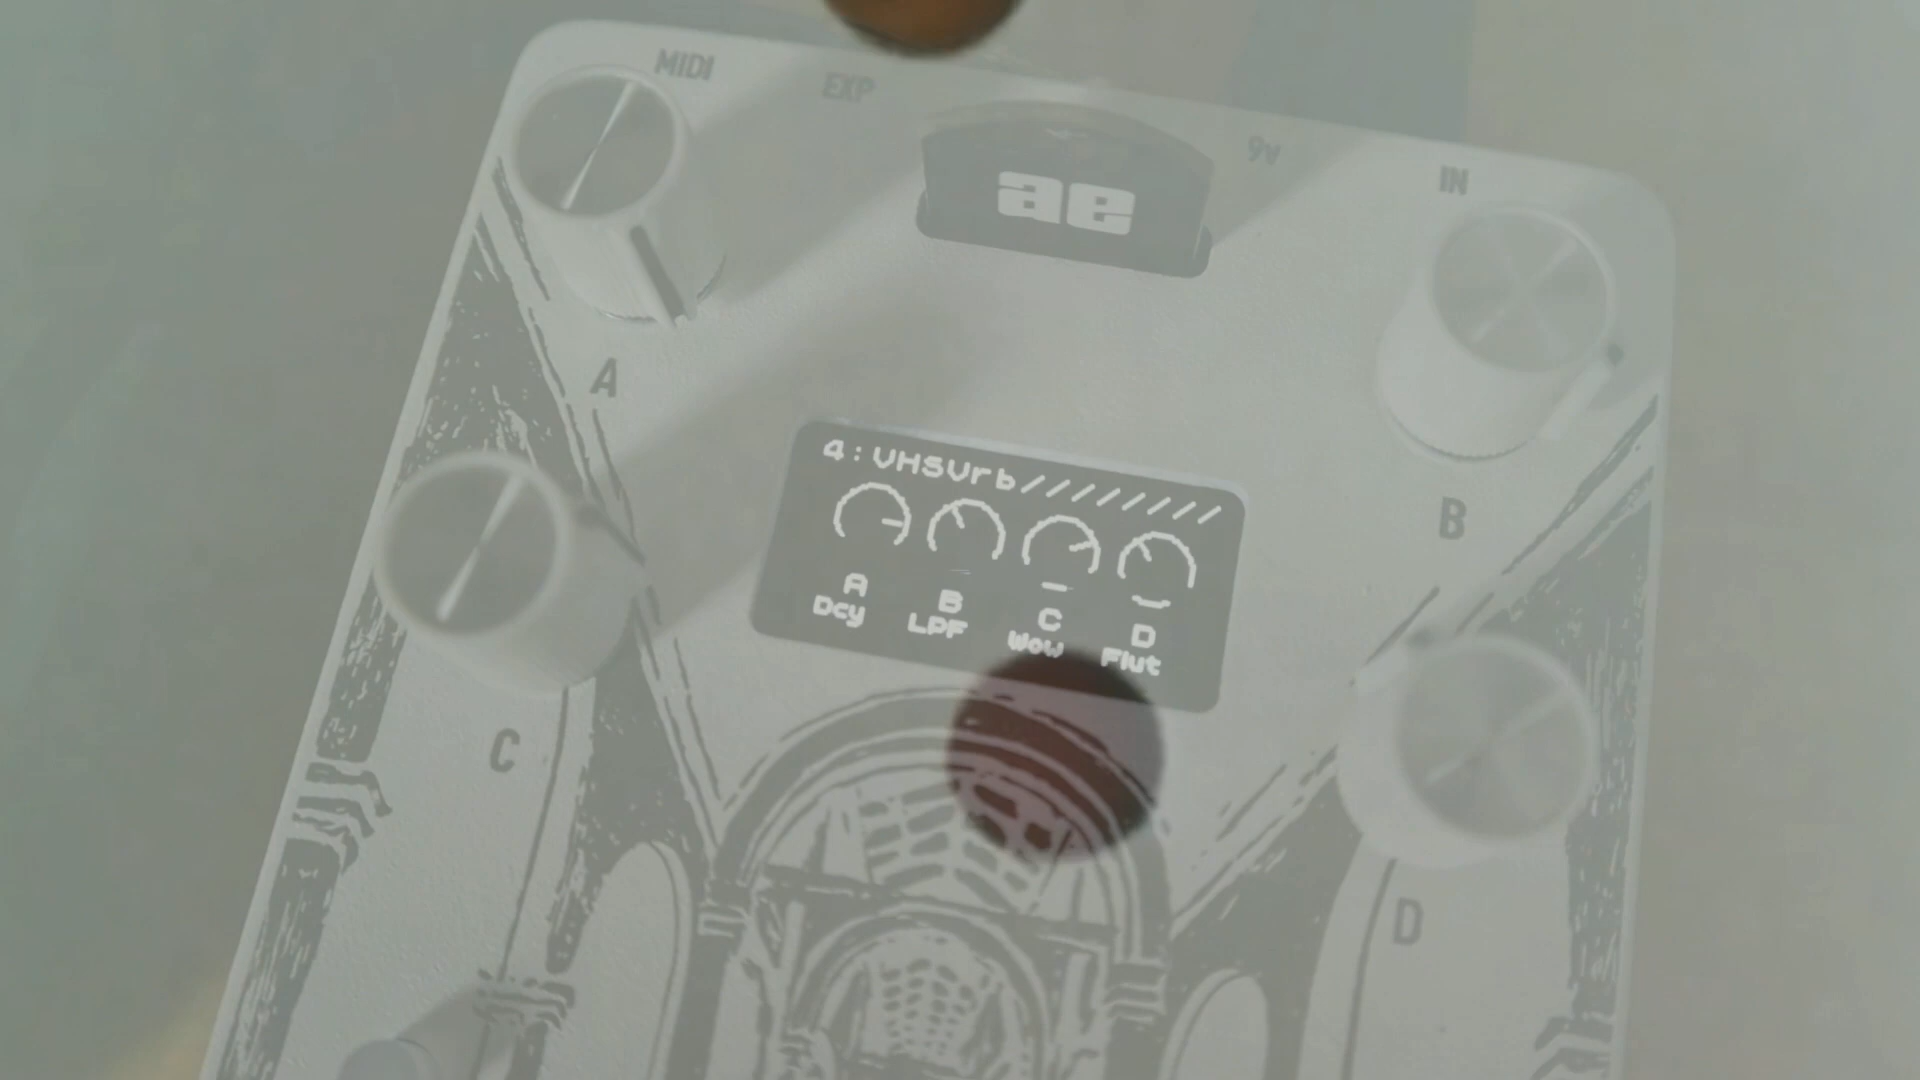 MIDI
EXP
9V
IN
ae
A
B
4:VHSVrb/////////
A B C D
Dcy LPF Wow Flut
C
D